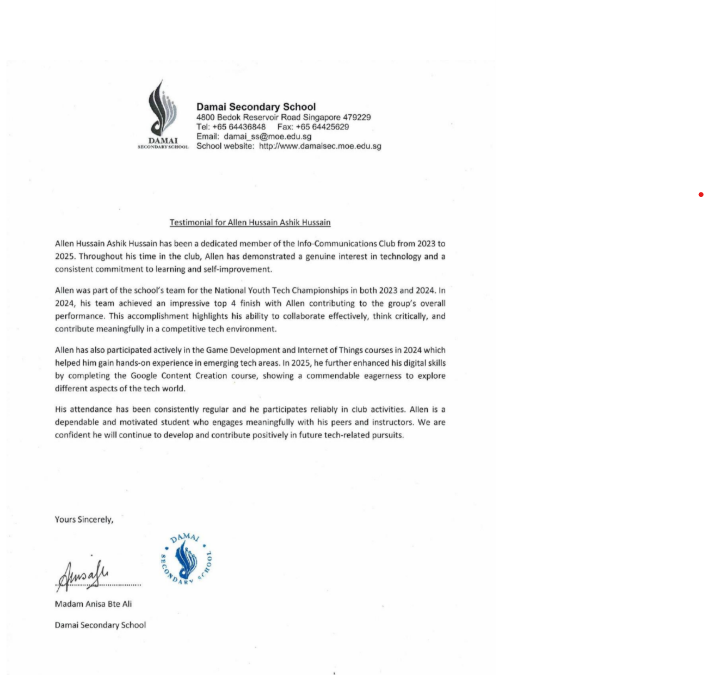 DAMAI
SECONDARY SCHOOL
Damai Secondary School
4800 Bedok Reservoir Road Singapore 479229
Tel: +65 64436848 Fax: +65 64425629
Email: damai_ss@moe.edu.sg
School website: http://www.damaisec.moe.edu.sg
Testimonial for Allen Hussain Ashik Hussain
Allen Hussain Ashik Hussain has been a dedicated member of the Info-Communications Club from 2023 to
2025. Throughout his time in the club, Allen has demonstrated a genuine interest in technology and a
consistent commitment to learning and self-improvement.
Allen was part of the school's team for the National Youth Tech Championships in both 2023 and 2024. In
2024, his team achieved an impressive top 4 finish with Allen contributing to the group's overall
performance. This accomplishment highlights his ability to collaborate effectively, think critically, and
contribute meaningfully in a competitive tech environment.
Allen has also participated actively in the Game Development and Internet of Things courses in 2024 which
helped him gain hands-on experience in emerging tech areas. In 2025, he further enhanced his digital skills
by completing the Google Content Creation course, showing a commendable eagerness to explore
different aspects of the tech world.
His attendance has been consistently regular and he participates reliably in club activities. Allen is a
dependable and motivated student who engages meaningfully with his peers and instructors. We are
confident he will continue to develop and contribute positively in future tech-related pursuits.
Yours Sincerely,
DAMAI
SECONDARY SCHOOL
Madam Anisa Bte Ali
Damai Secondary School